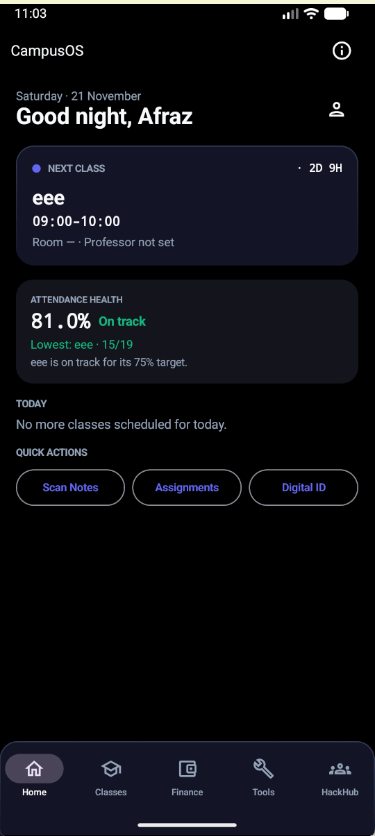 11:03
CampusOS
Saturday · 21 November
Good night, Afraz
NEXT CLASS
· 2D 9H
eee
09:00–10:00
Room — · Professor not set
ATTENDANCE HEALTH
81.0% On track
Lowest: eee · 15/19
eee is on track for its 75% target.
TODAY
No more classes scheduled for today.
QUICK ACTIONS
Scan Notes
Assignments
Digital ID
Home
Classes
Finance
Tools
HackHub